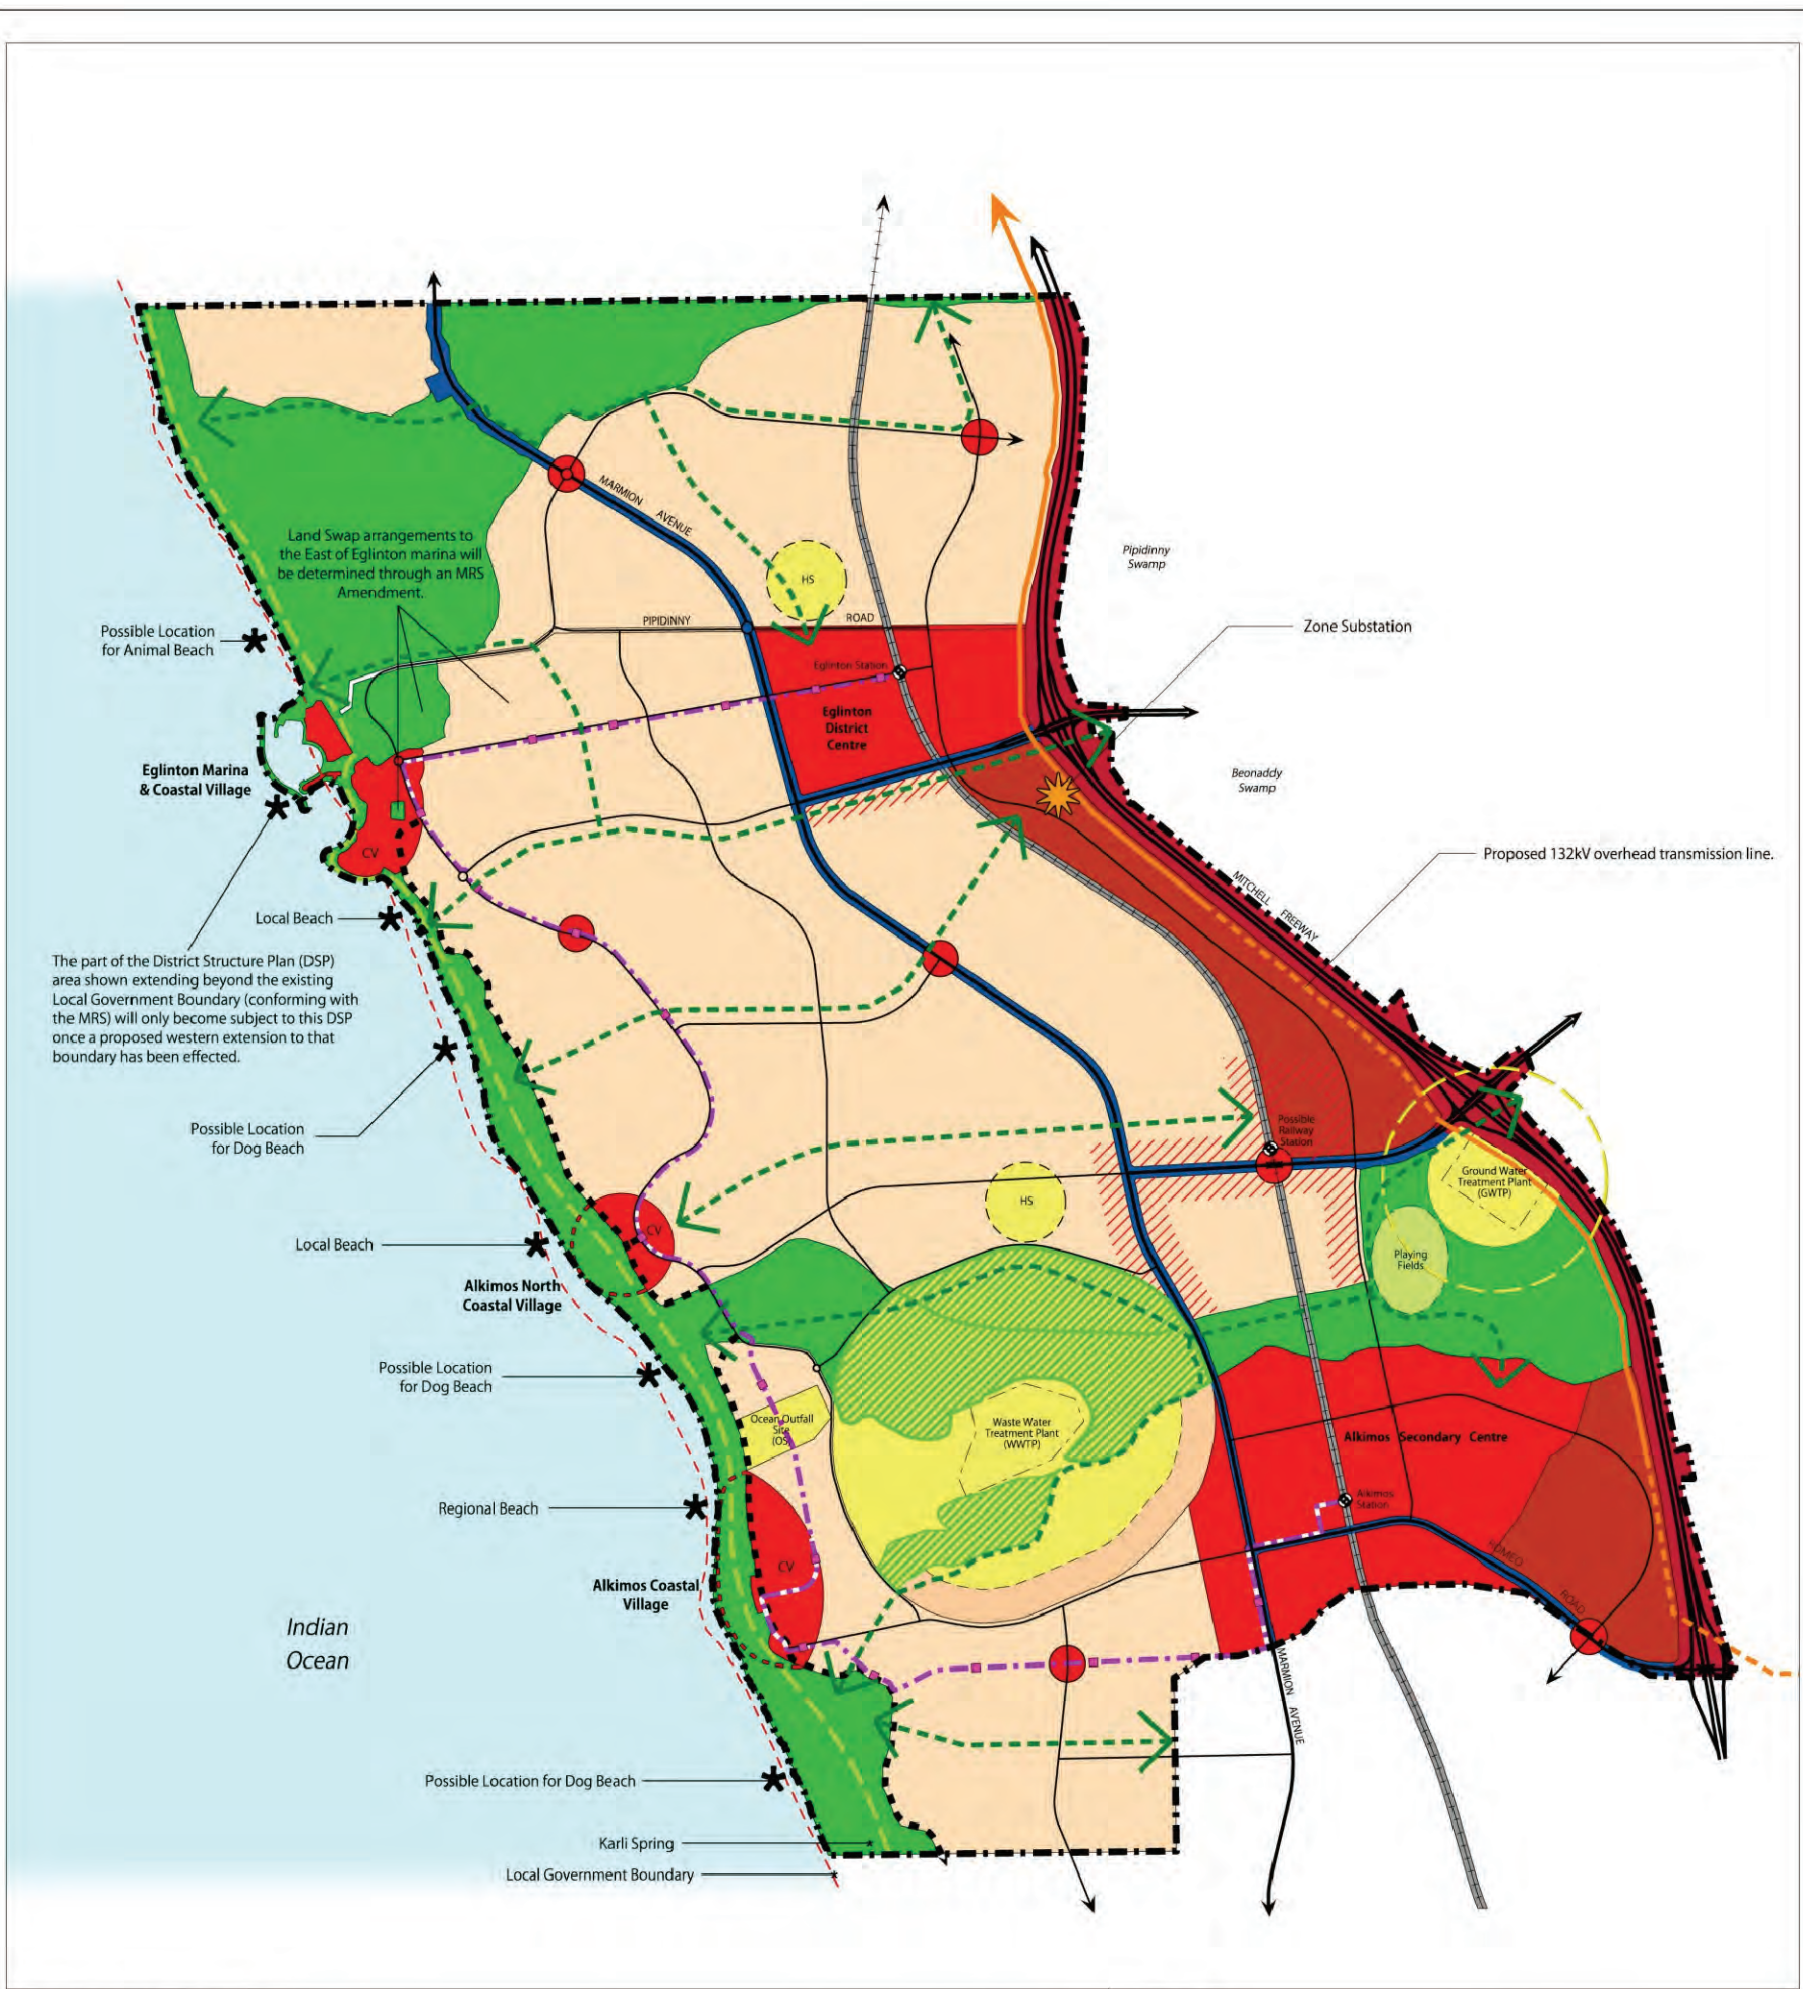 Land Swap arrangements to
the East of Eglinton marina will
be determined through an MRS
Amendment.
MARMION
AVENUE
HS
PIPIDINNY
ROAD
Pipidinny
Swamp
Possible Location
for Animal Beach
Zone Substation
Eglinton Station
Eglinton
District
Centre
Eglinton Marina
& Coastal Village
Beonaddy
Swamp
CV
Proposed 132kV overhead transmission line.
MITCHELL
FREEWAY
Local Beach
The part of the District Structure Plan (DSP)
area shown extending beyond the existing
Local Government Boundary (conforming with
the MRS) will only become subject to this DSP
once a proposed western extension to that
boundary has been effected.
Possible Location
for Dog Beach
Possible
Railway
Station
Ground Water
Treatment Plant
(GWTP)
HS
CV
Local Beach
Playing
Fields
Alkimos North
Coastal Village
Possible Location
for Dog Beach
Ocean Outfall
Site
(OS)
Waste Water
Treatment Plant
(WWTP)
Alkimos Secondary Centre
Alkimos
Station
Regional Beach
ROMEO
ROAD
CV
Alkimos Coastal
Village
Indian
Ocean
MARMION
AVENUE
Possible Location for Dog Beach
Karli Spring
Local Government Boundary